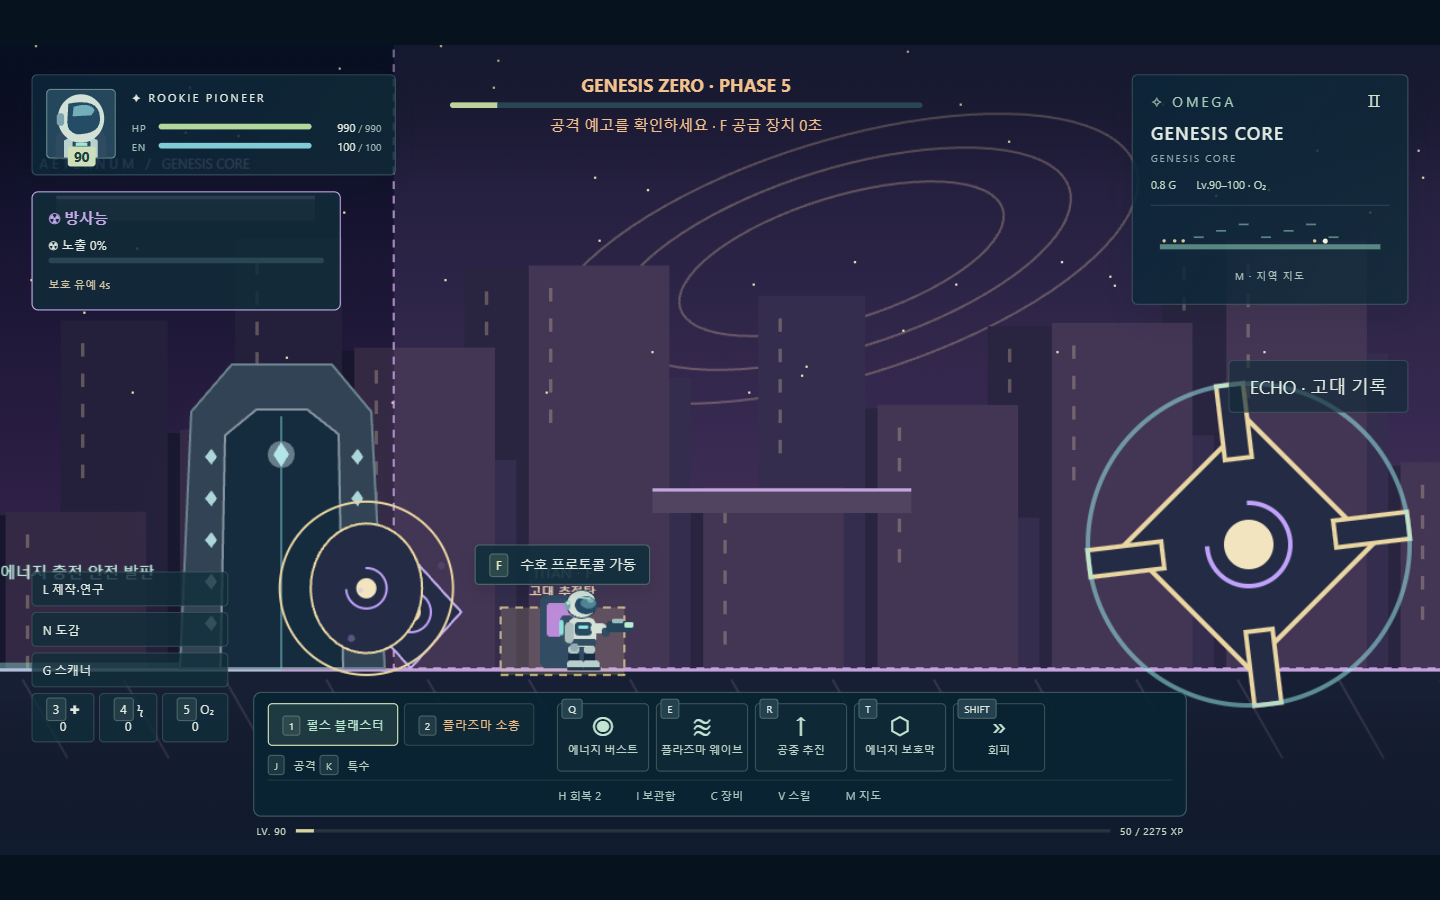 ✦ ROOKIE PIONEER
HP 990 / 990
EN 100 / 100
90
AETERNUM / GENESIS CORE
☢ 방사능
☢ 노출 0%
보호 유예 4s
GENESIS ZERO · PHASE 5
공격 예고를 확인하세요 · F 공급 장치 0초
✧ OMEGA
GENESIS CORE
GENESIS CORE
0.8 G Lv.90–100 · O₂
M · 지역 지도
ECHO · 고대 기록
F 수호 프로토콜 가동
고대 추적탄
에너지 충전 안전 발판
L 제작·연구
N 도감
G 스캐너
3 ✚ 0
4 0
5 O₂ 0
1 펄스 블래스터
2 플라즈마 소총
J 공격 K 특수
Q 에너지 버스트
E 플라즈마 웨이브
R 공중 추진
T 에너지 보호막
SHIFT 회피
H 회복 2 I 보관함 C 장비 V 스킬 M 지도
LV. 90
50 / 2275 XP